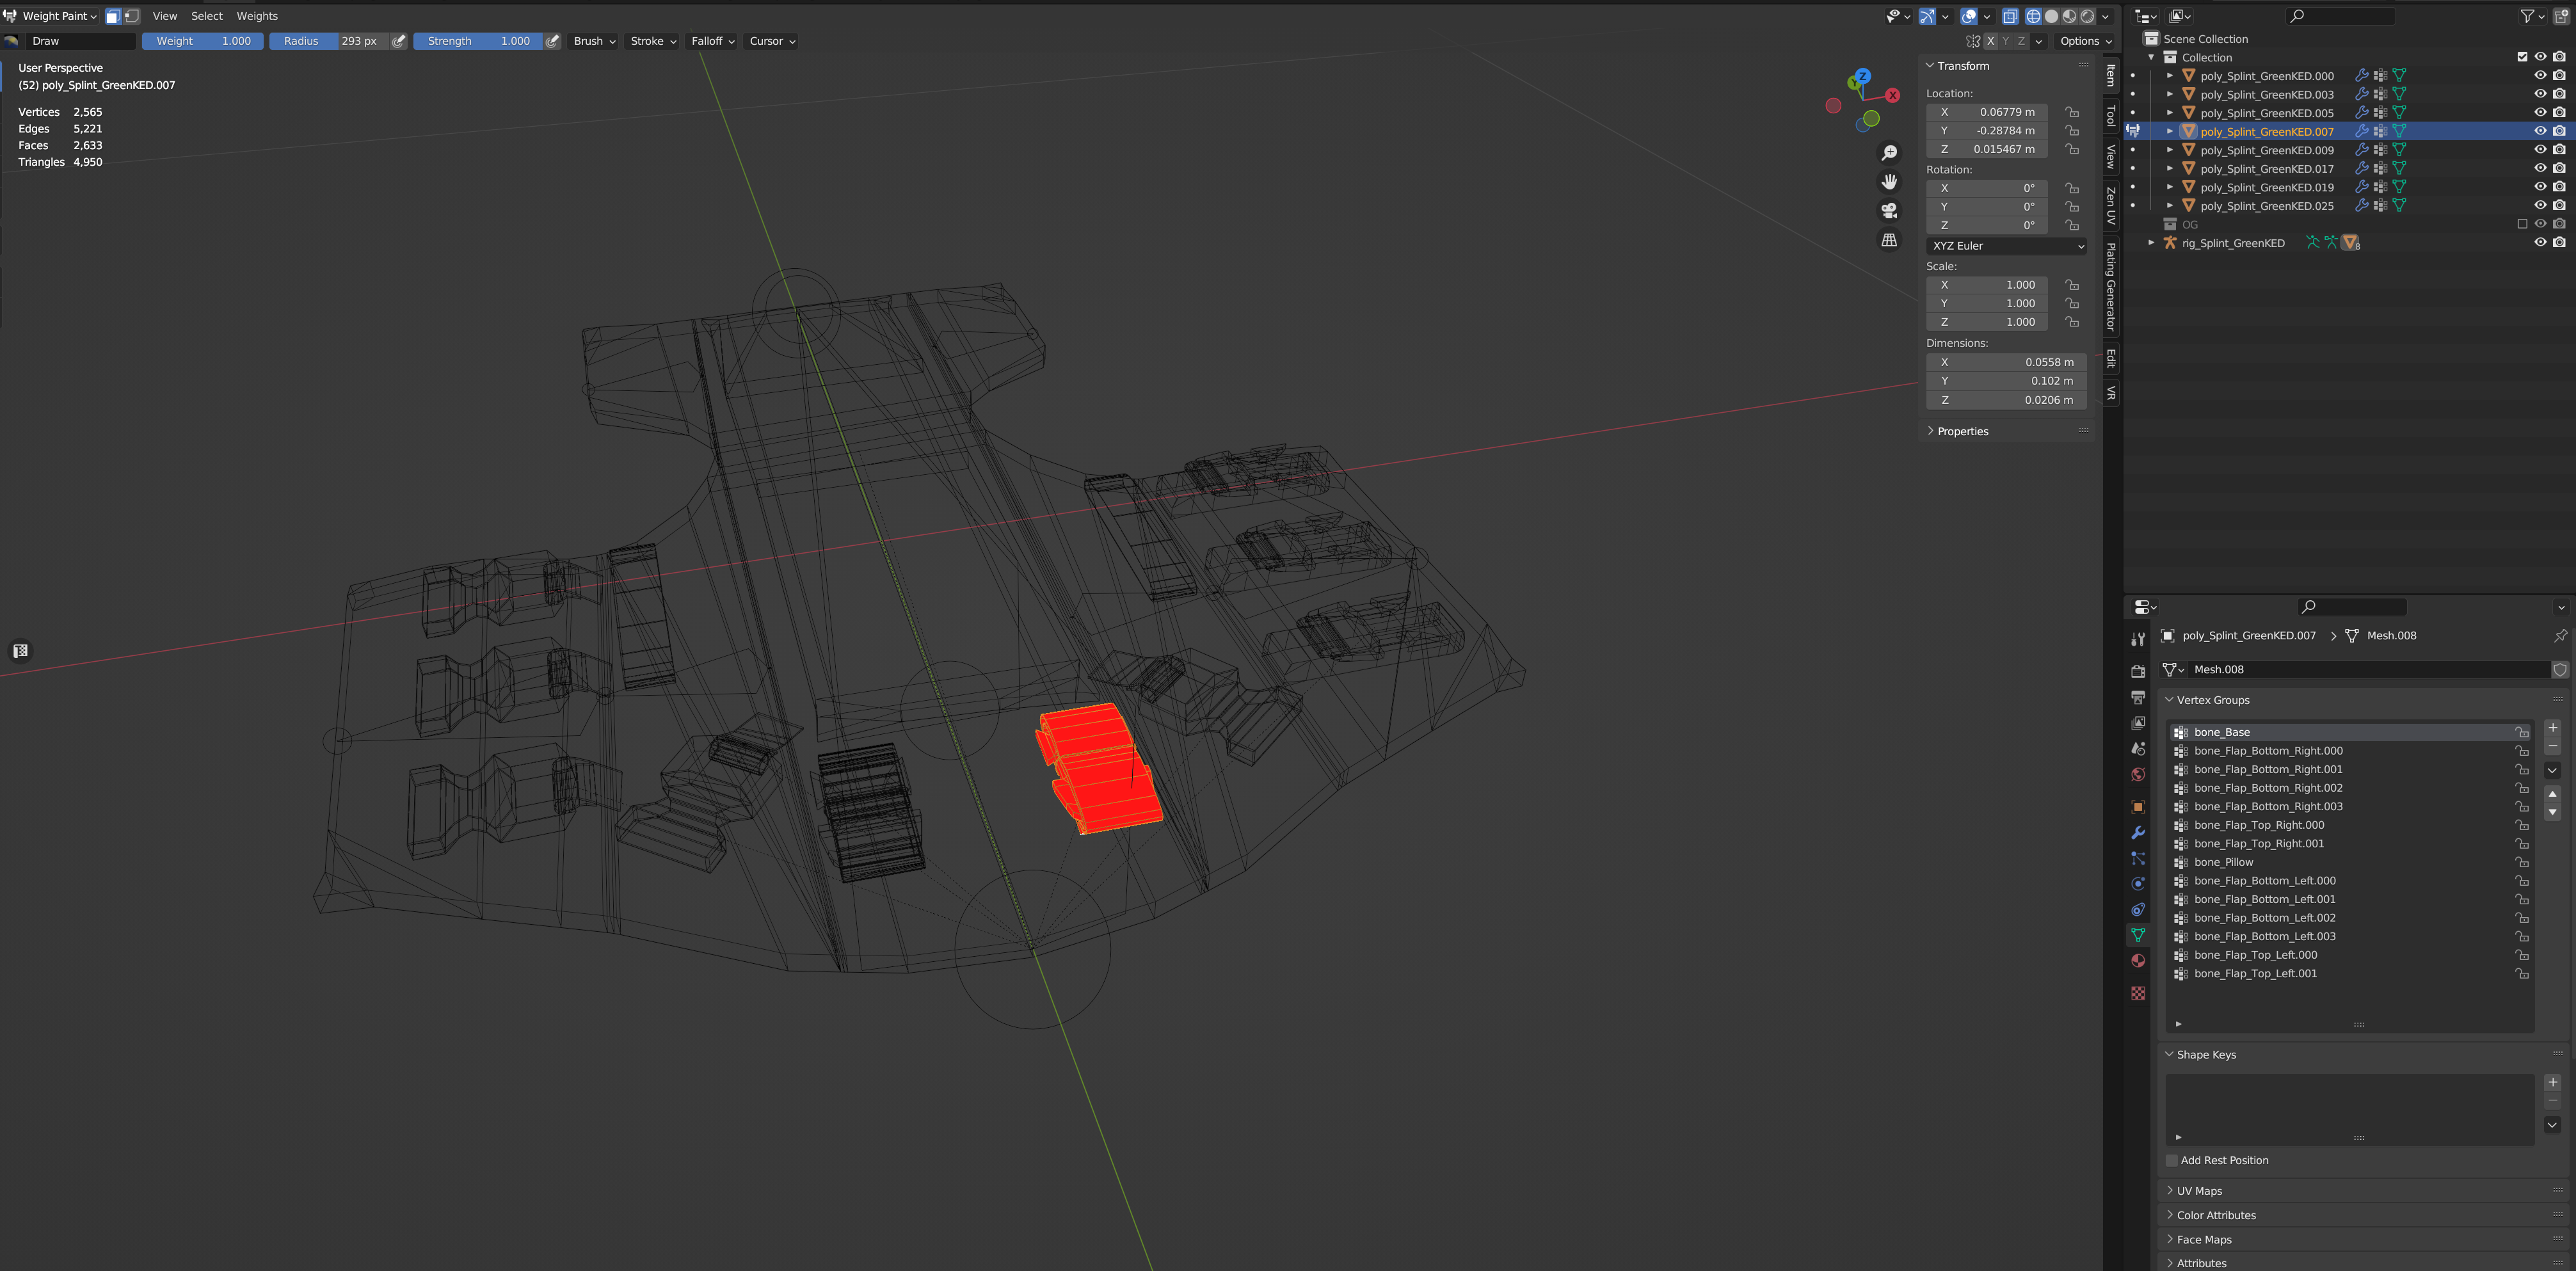 Weight Paint View Select Weights
Draw Weight 1.000 Radius 293 px Strength 1.000 Brush Stroke Falloff Cursor X Y Z Options
User Perspective
(52) poly_Splint_GreenKED.007
Vertices 2,565
Edges 5,221
Faces 2,633
Triangles 4,950
Z
Y
X
Transform
Location:
X 0.06779 m
Y -0.28784 m
Z 0.015467 m
Rotation:
X 0°
Y 0°
Z 0°
XYZ Euler
Scale:
X 1.000
Y 1.000
Z 1.000
Dimensions:
X 0.0558 m
Y 0.102 m
Z 0.0206 m
Properties
Item
Tool
View
Zen UV
Plating Generator
Edit
VR
Scene Collection
Collection
poly_Splint_GreenKED.000
poly_Splint_GreenKED.003
poly_Splint_GreenKED.005
poly_Splint_GreenKED.007
poly_Splint_GreenKED.009
poly_Splint_GreenKED.017
poly_Splint_GreenKED.019
poly_Splint_GreenKED.025
OG
rig_Splint_GreenKED 8
poly_Splint_GreenKED.007 Mesh.008
Mesh.008
Vertex Groups
bone_Base
bone_Flap_Bottom_Right.000
bone_Flap_Bottom_Right.001
bone_Flap_Bottom_Right.002
bone_Flap_Bottom_Right.003
bone_Flap_Top_Right.000
bone_Flap_Top_Right.001
bone_Pillow
bone_Flap_Bottom_Left.000
bone_Flap_Bottom_Left.001
bone_Flap_Bottom_Left.002
bone_Flap_Bottom_Left.003
bone_Flap_Top_Left.000
bone_Flap_Top_Left.001
Shape Keys
Add Rest Position
UV Maps
Color Attributes
Face Maps
Attributes